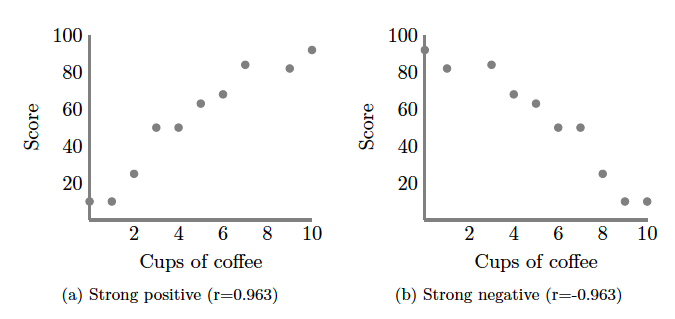 100
80
60
40
20
Score
2 4 6 8 10
Cups of coffee
(a) Strong positive (r=0.963)
100
80
60
40
20
Score
2 4 6 8 10
Cups of coffee
(b) Strong negative (r=-0.963)